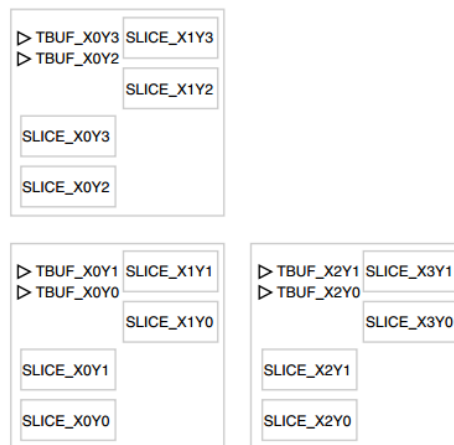 TBUF_X0Y3 SLICE_X1Y3
TBUF_X0Y2
SLICE_X1Y2
SLICE_X0Y3
SLICE_X0Y2
TBUF_X0Y1 SLICE_X1Y1
TBUF_X0Y0
SLICE_X1Y0
SLICE_X0Y1
SLICE_X0Y0
TBUF_X2Y1 SLICE_X3Y1
TBUF_X2Y0
SLICE_X3Y0
SLICE_X2Y1
SLICE_X2Y0